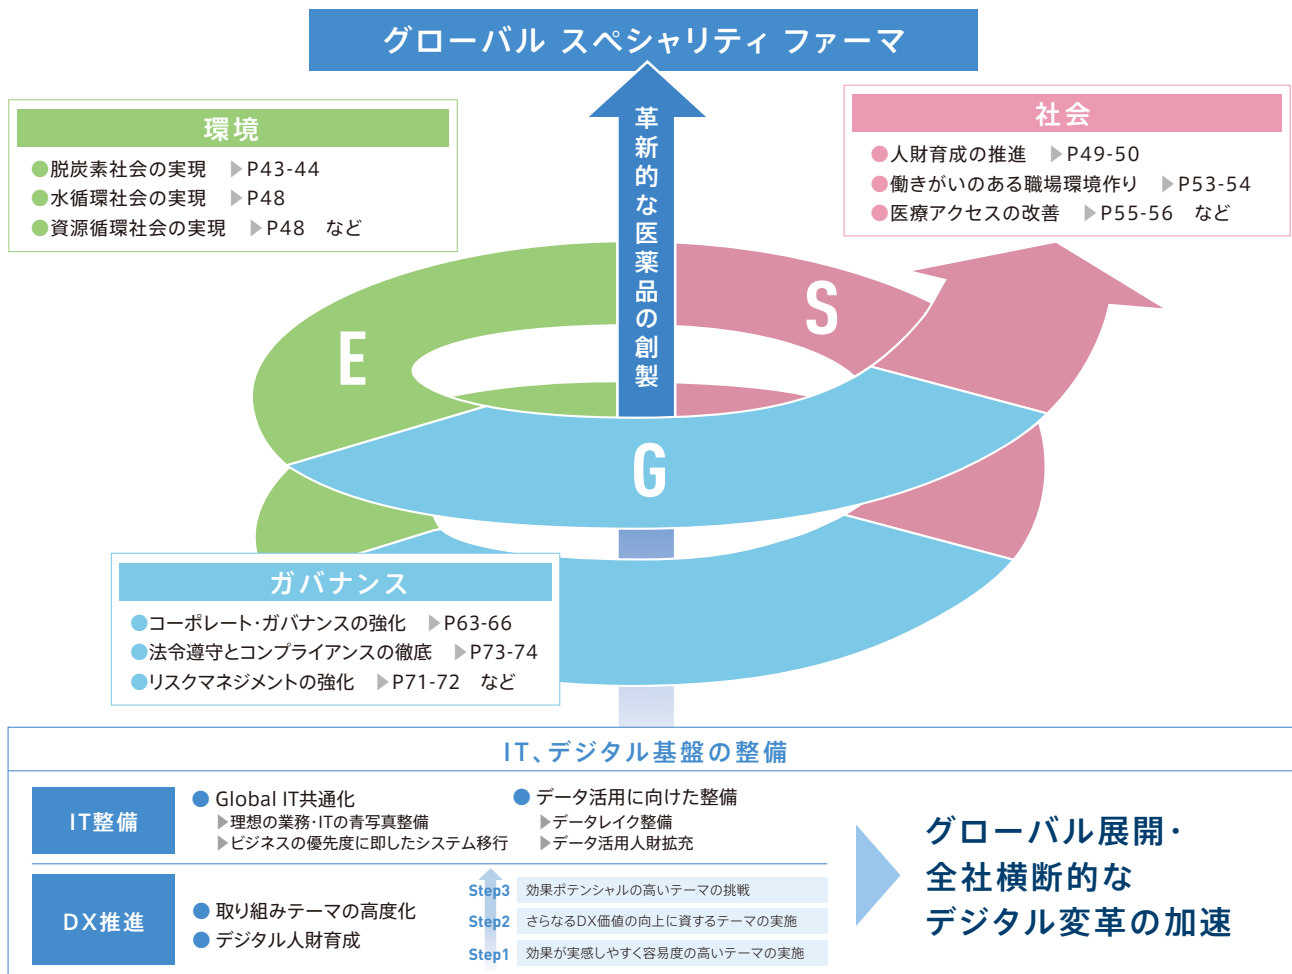 グローバル スペシャリティ ファーマ
革新的な医薬品の創製
環境
●脱炭素社会の実現 ▶P43-44
●水循環社会の実現 ▶P48
●資源循環社会の実現 ▶P48 など
社会
●人財育成の推進 ▶P49-50
●働きがいのある職場環境作り ▶P53-54
●医療アクセスの改善 ▶P55-56 など
E
S
G
ガバナンス
●コーポレート・ガバナンスの強化 ▶P63-66
●法令遵守とコンプライアンスの徹底 ▶P73-74
●リスクマネジメントの強化 ▶P71-72 など
IT、デジタル基盤の整備
IT整備
● Global IT共通化
▶理想の業務・ITの青写真整備
▶ビジネスの優先度に即したシステム移行
● データ活用に向けた整備
▶データレイク整備
▶データ活用人財拡充
DX推進
● 取り組みテーマの高度化
● デジタル人財育成
Step3 効果ポテンシャルの高いテーマの挑戦
Step2 さらなるDX価値の向上に資するテーマの実施
Step1 効果が実感しやすく容易度の高いテーマの実施
グローバル展開・
全社横断的な
デジタル変革の加速